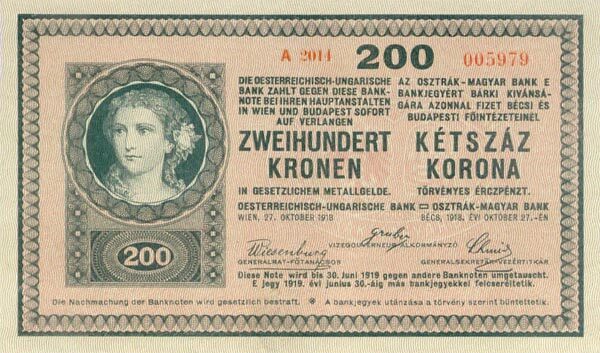 A 2014 200 005979
DIE OESTERREICHISCH-UNGARISCHE
BANK ZAHLT GEGEN DIESE BANK-
NOTE BEI IHREN HAUPTANSTALTEN
IN WIEN UND BUDAPEST SOFORT
AUF VERLANGEN
ZWEIHUNDERT
KRONEN
IN GESETZLICHEM METALLGELDE.
OESTERREICHISCH-UNGARISCHE BANK
WIEN, 27. OKTOBER 1918
AZ OSZTRÁK-MAGYAR BANK E
BANKJEGYÉRT BÁRKI KIVÁNSÁ-
GÁRA AZONNAL FIZET BÉCSI ÉS
BUDAPESTI FŐINTÉZETEINÉL
KÉTSZÁZ
KORONA
TÖRVÉNYES ÉRCZPÉNZT.
OSZTRÁK-MAGYAR BANK
BÉCS, 1918. ÉVI OKTOBER 27.-ÉN
200
Wiesenburg
GENERALRAT-FŐTANÁCSOS
Gruber
VIZEGOUVERNEUR ALKORMÁNYZÓ
Schmid
GENERALSEKRETÄR-VEZÉRTITKÁR
Diese Note wird bis 30. Juni 1919 gegen andere Banknoten umgetauscht.
E jegy 1919. évi junius 30.-áig más bankjegyekkel felcseréltetik.
Die Nachmachung der Banknoten wird gesetzlich bestraft. * A bankjegyek utánzása a törvény szerint büntettetik.